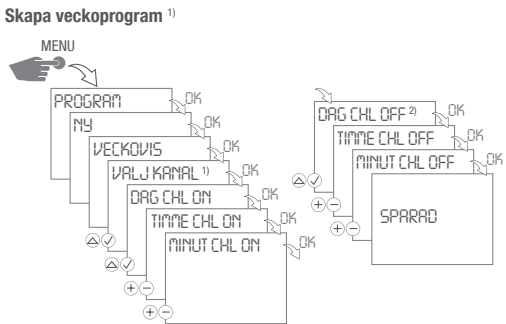 Skapa veckoprogram 1)
MENU
PROGRAM
OK
NY
OK
VECKOVIS
OK
VALJ KANAL 1)
OK
DAG CHL ON
OK
TIMME CHL ON
OK
MINUT CHL ON
OK
DAG CHL OFF 2)
OK
TIMME CHL OFF
OK
MINUT CHL OFF
OK
SPARAD